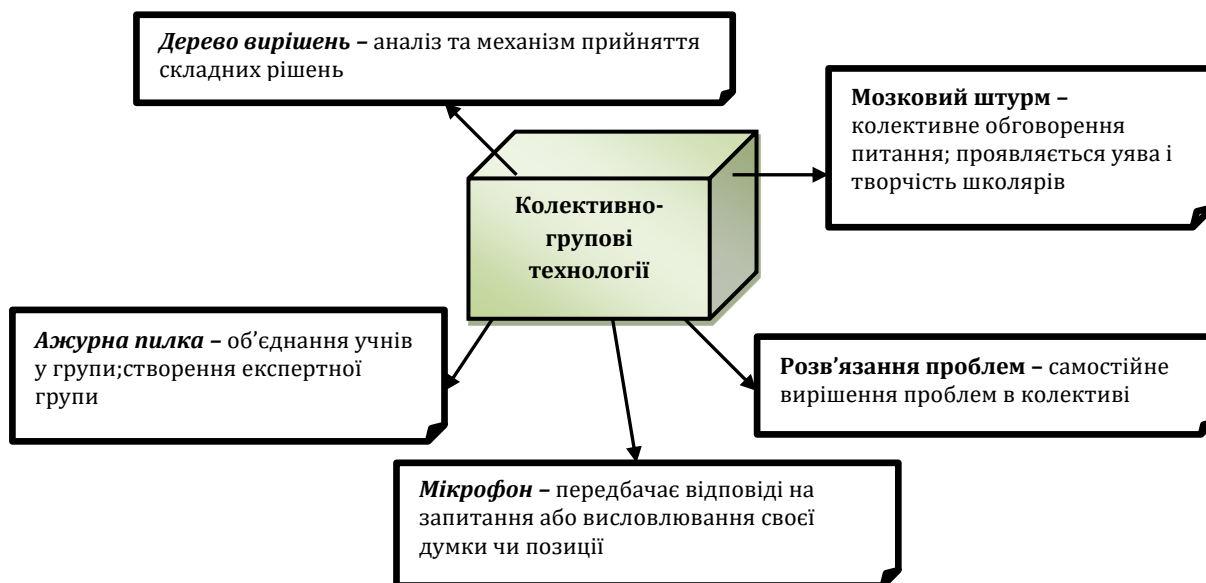 Дерево вирішень – аналіз та механізм прийняття
складних рішень
Мозковий штурм –
колективне обговорення
питання; проявляється уява і
творчість школярів
Колективно-
групові
технології
Ажурна пилка – об’єднання учнів
у групи;створення експертної
групи
Розв'язання проблем – самостійне
вирішення проблем в колективі
Мікрофон – передбачає відповіді на
запитання або висловлювання своєї
думки чи позиції